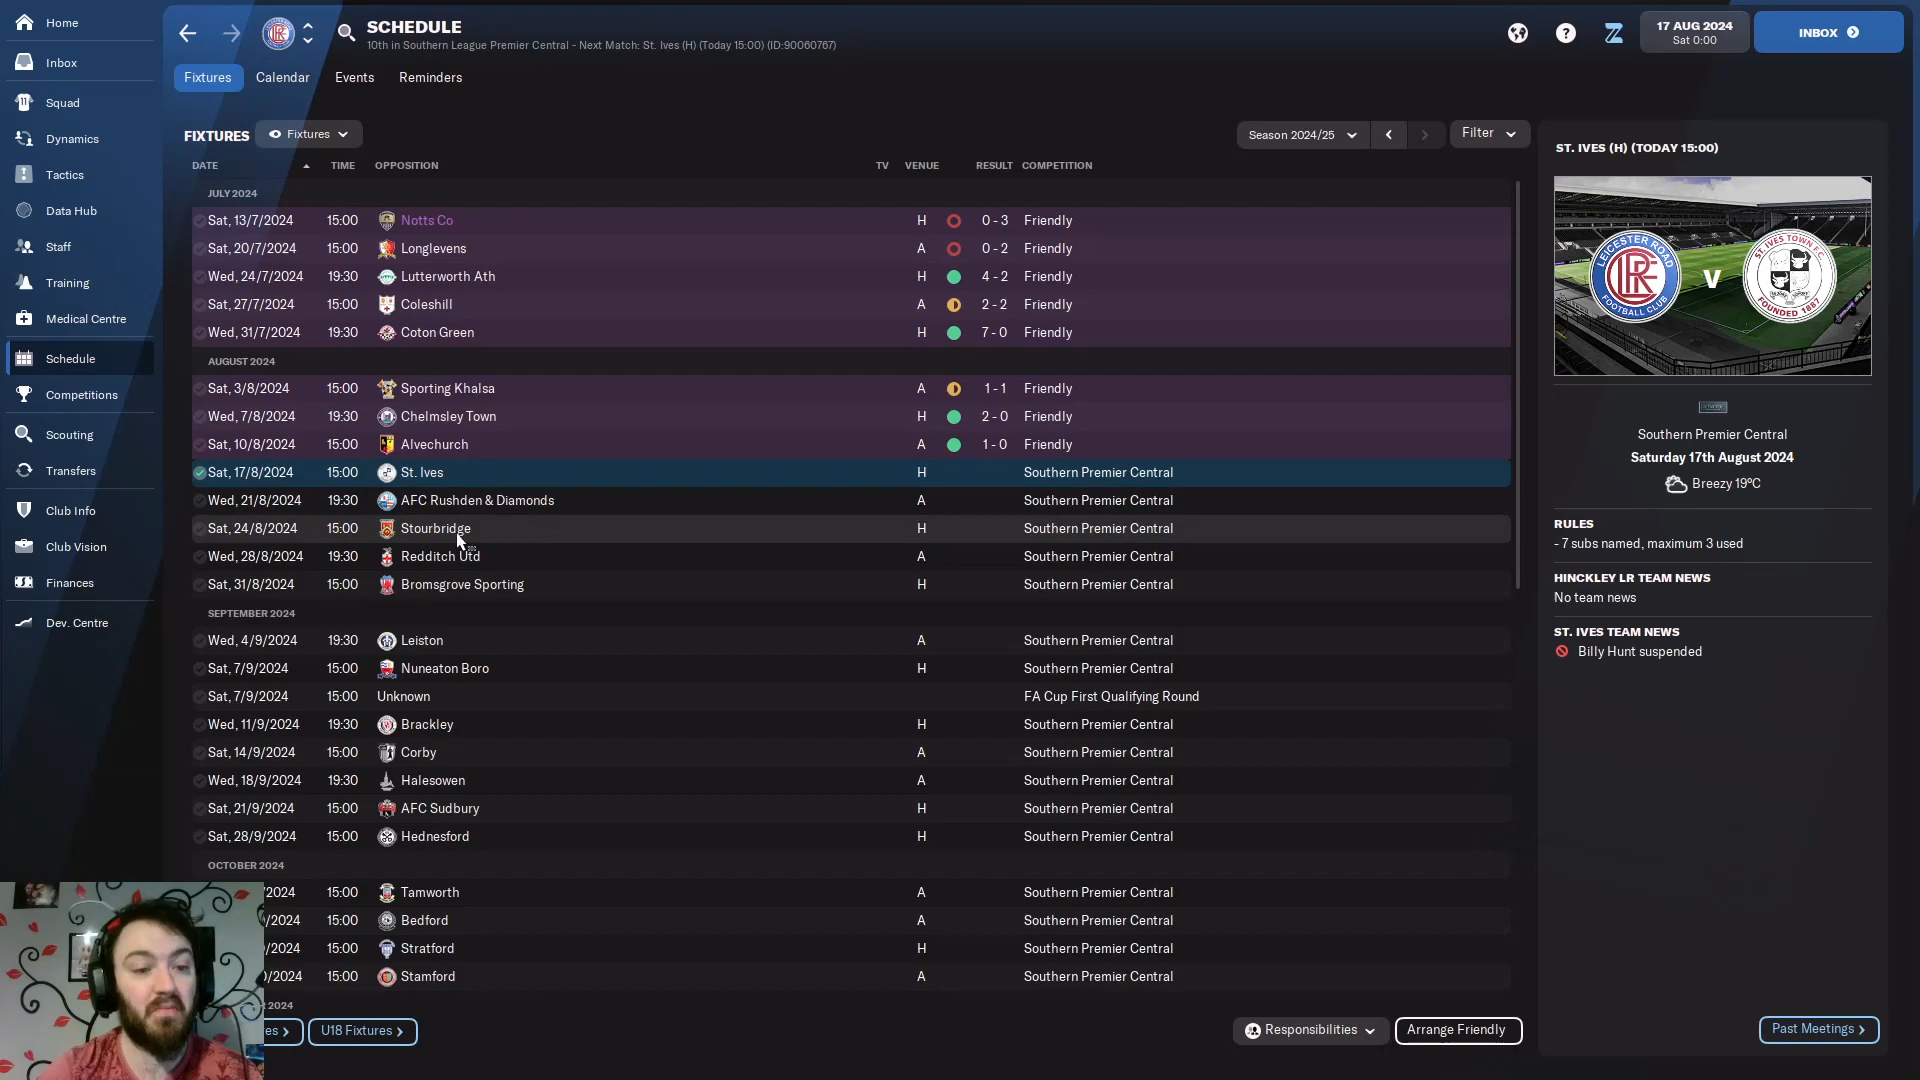 Home
Inbox
Squad
Dynamics
Tactics
Data Hub
Staff
Training
Medical Centre
Schedule
Competitions
Scouting
Transfers
Club Info
Club Vision
Finances
Dev. Centre
SCHEDULE
10th in Southern League Premier Central - Next Match: St. Ives (H) (Today 15:00) (ID:90060767)
17 AUG 2024
Sat 0:00
INBOX
Fixtures Calendar Events Reminders
FIXTURES Fixtures Season 2024/25 Filter
DATE TIME OPPOSITION TV VENUE RESULT COMPETITION
JULY 2024
Sat, 13/7/2024 15:00 Notts Co H 0 - 3 Friendly
Sat, 20/7/2024 15:00 Longlevens A 0 - 2 Friendly
Wed, 24/7/2024 19:30 Lutterworth Ath H 4 - 2 Friendly
Sat, 27/7/2024 15:00 Coleshill A 2 - 2 Friendly
Wed, 31/7/2024 19:30 Coton Green H 7 - 0 Friendly
AUGUST 2024
Sat, 3/8/2024 15:00 Sporting Khalsa A 1 - 1 Friendly
Wed, 7/8/2024 19:30 Chelmsley Town H 2 - 0 Friendly
Sat, 10/8/2024 15:00 Alvechurch A 1 - 0 Friendly
Sat, 17/8/2024 15:00 St. Ives H Southern Premier Central
Wed, 21/8/2024 19:30 AFC Rushden & Diamonds A Southern Premier Central
Sat, 24/8/2024 15:00 Stourbridge H Southern Premier Central
Wed, 28/8/2024 19:30 Redditch Utd A Southern Premier Central
Sat, 31/8/2024 15:00 Bromsgrove Sporting H Southern Premier Central
SEPTEMBER 2024
Wed, 4/9/2024 19:30 Leiston A Southern Premier Central
Sat, 7/9/2024 15:00 Nuneaton Boro H Southern Premier Central
Sat, 7/9/2024 15:00 Unknown FA Cup First Qualifying Round
Wed, 11/9/2024 19:30 Brackley H Southern Premier Central
Sat, 14/9/2024 15:00 Corby A Southern Premier Central
Wed, 18/9/2024 19:30 Halesowen A Southern Premier Central
Sat, 21/9/2024 15:00 AFC Sudbury H Southern Premier Central
Sat, 28/9/2024 15:00 Hednesford H Southern Premier Central
OCTOBER 2024
/2024 15:00 Tamworth A Southern Premier Central
/2024 15:00 Bedford A Southern Premier Central
/2024 15:00 Stratford H Southern Premier Central
/2024 15:00 Stamford A Southern Premier Central
2024
es U18 Fixtures Responsibilities Arrange Friendly
ST. IVES (H) (TODAY 15:00)
LEICESTER ROAD
LRF
FOOTBALL CLUB
V
ST. IVES TOWN F.C.
FOUNDED 1887
Southern Premier Central
Saturday 17th August 2024
Breezy 19ºC
RULES
- 7 subs named, maximum 3 used
HINCKLEY LR TEAM NEWS
No team news
ST. IVES TEAM NEWS
Billy Hunt suspended
Past Meetings